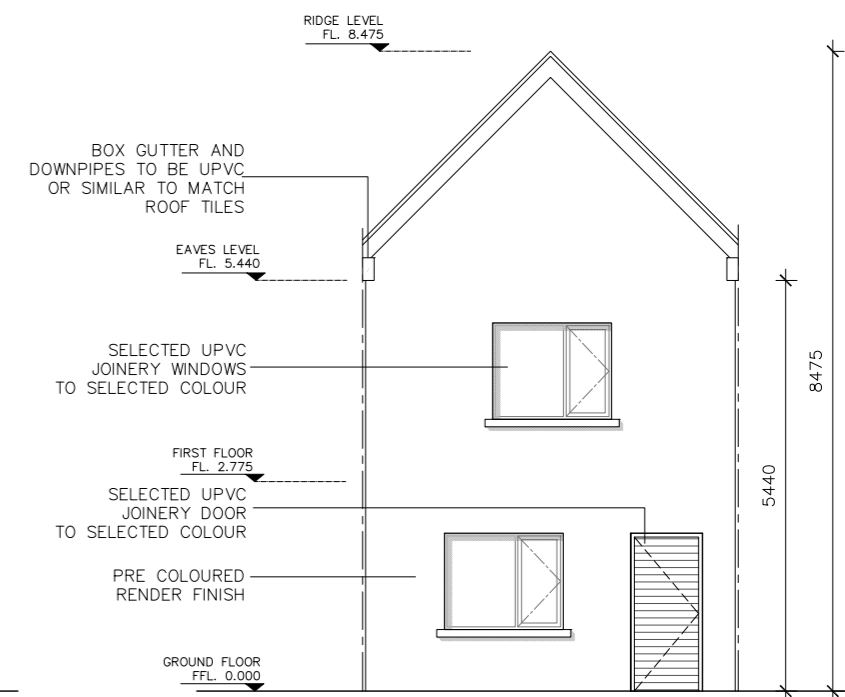 RIDGE LEVEL
FL. 8.475
BOX GUTTER AND
DOWNPIPES TO BE UPVC
OR SIMILAR TO MATCH
ROOF TILES
EAVES LEVEL
FL. 5.440
SELECTED UPVC
JOINERY WINDOWS
TO SELECTED COLOUR
FIRST FLOOR
FL. 2.775
SELECTED UPVC
JOINERY DOOR
TO SELECTED COLOUR
PRE COLOURED
RENDER FINISH
GROUND FLOOR
FFL. 0.000
5440
8475